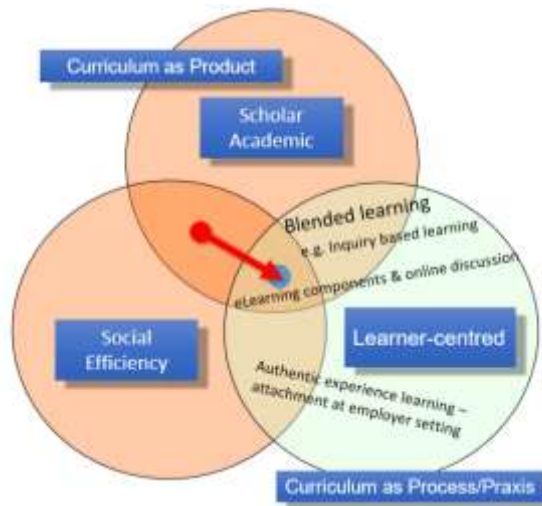 Curriculum as Product
Scholar
Academic
Blended learning
e.g. Inquiry based learning
eLearning components & online discussion
Social
Efficiency
Learner-centred
Authentic experience learning –
attachment at employer setting
Curriculum as Process/Praxis